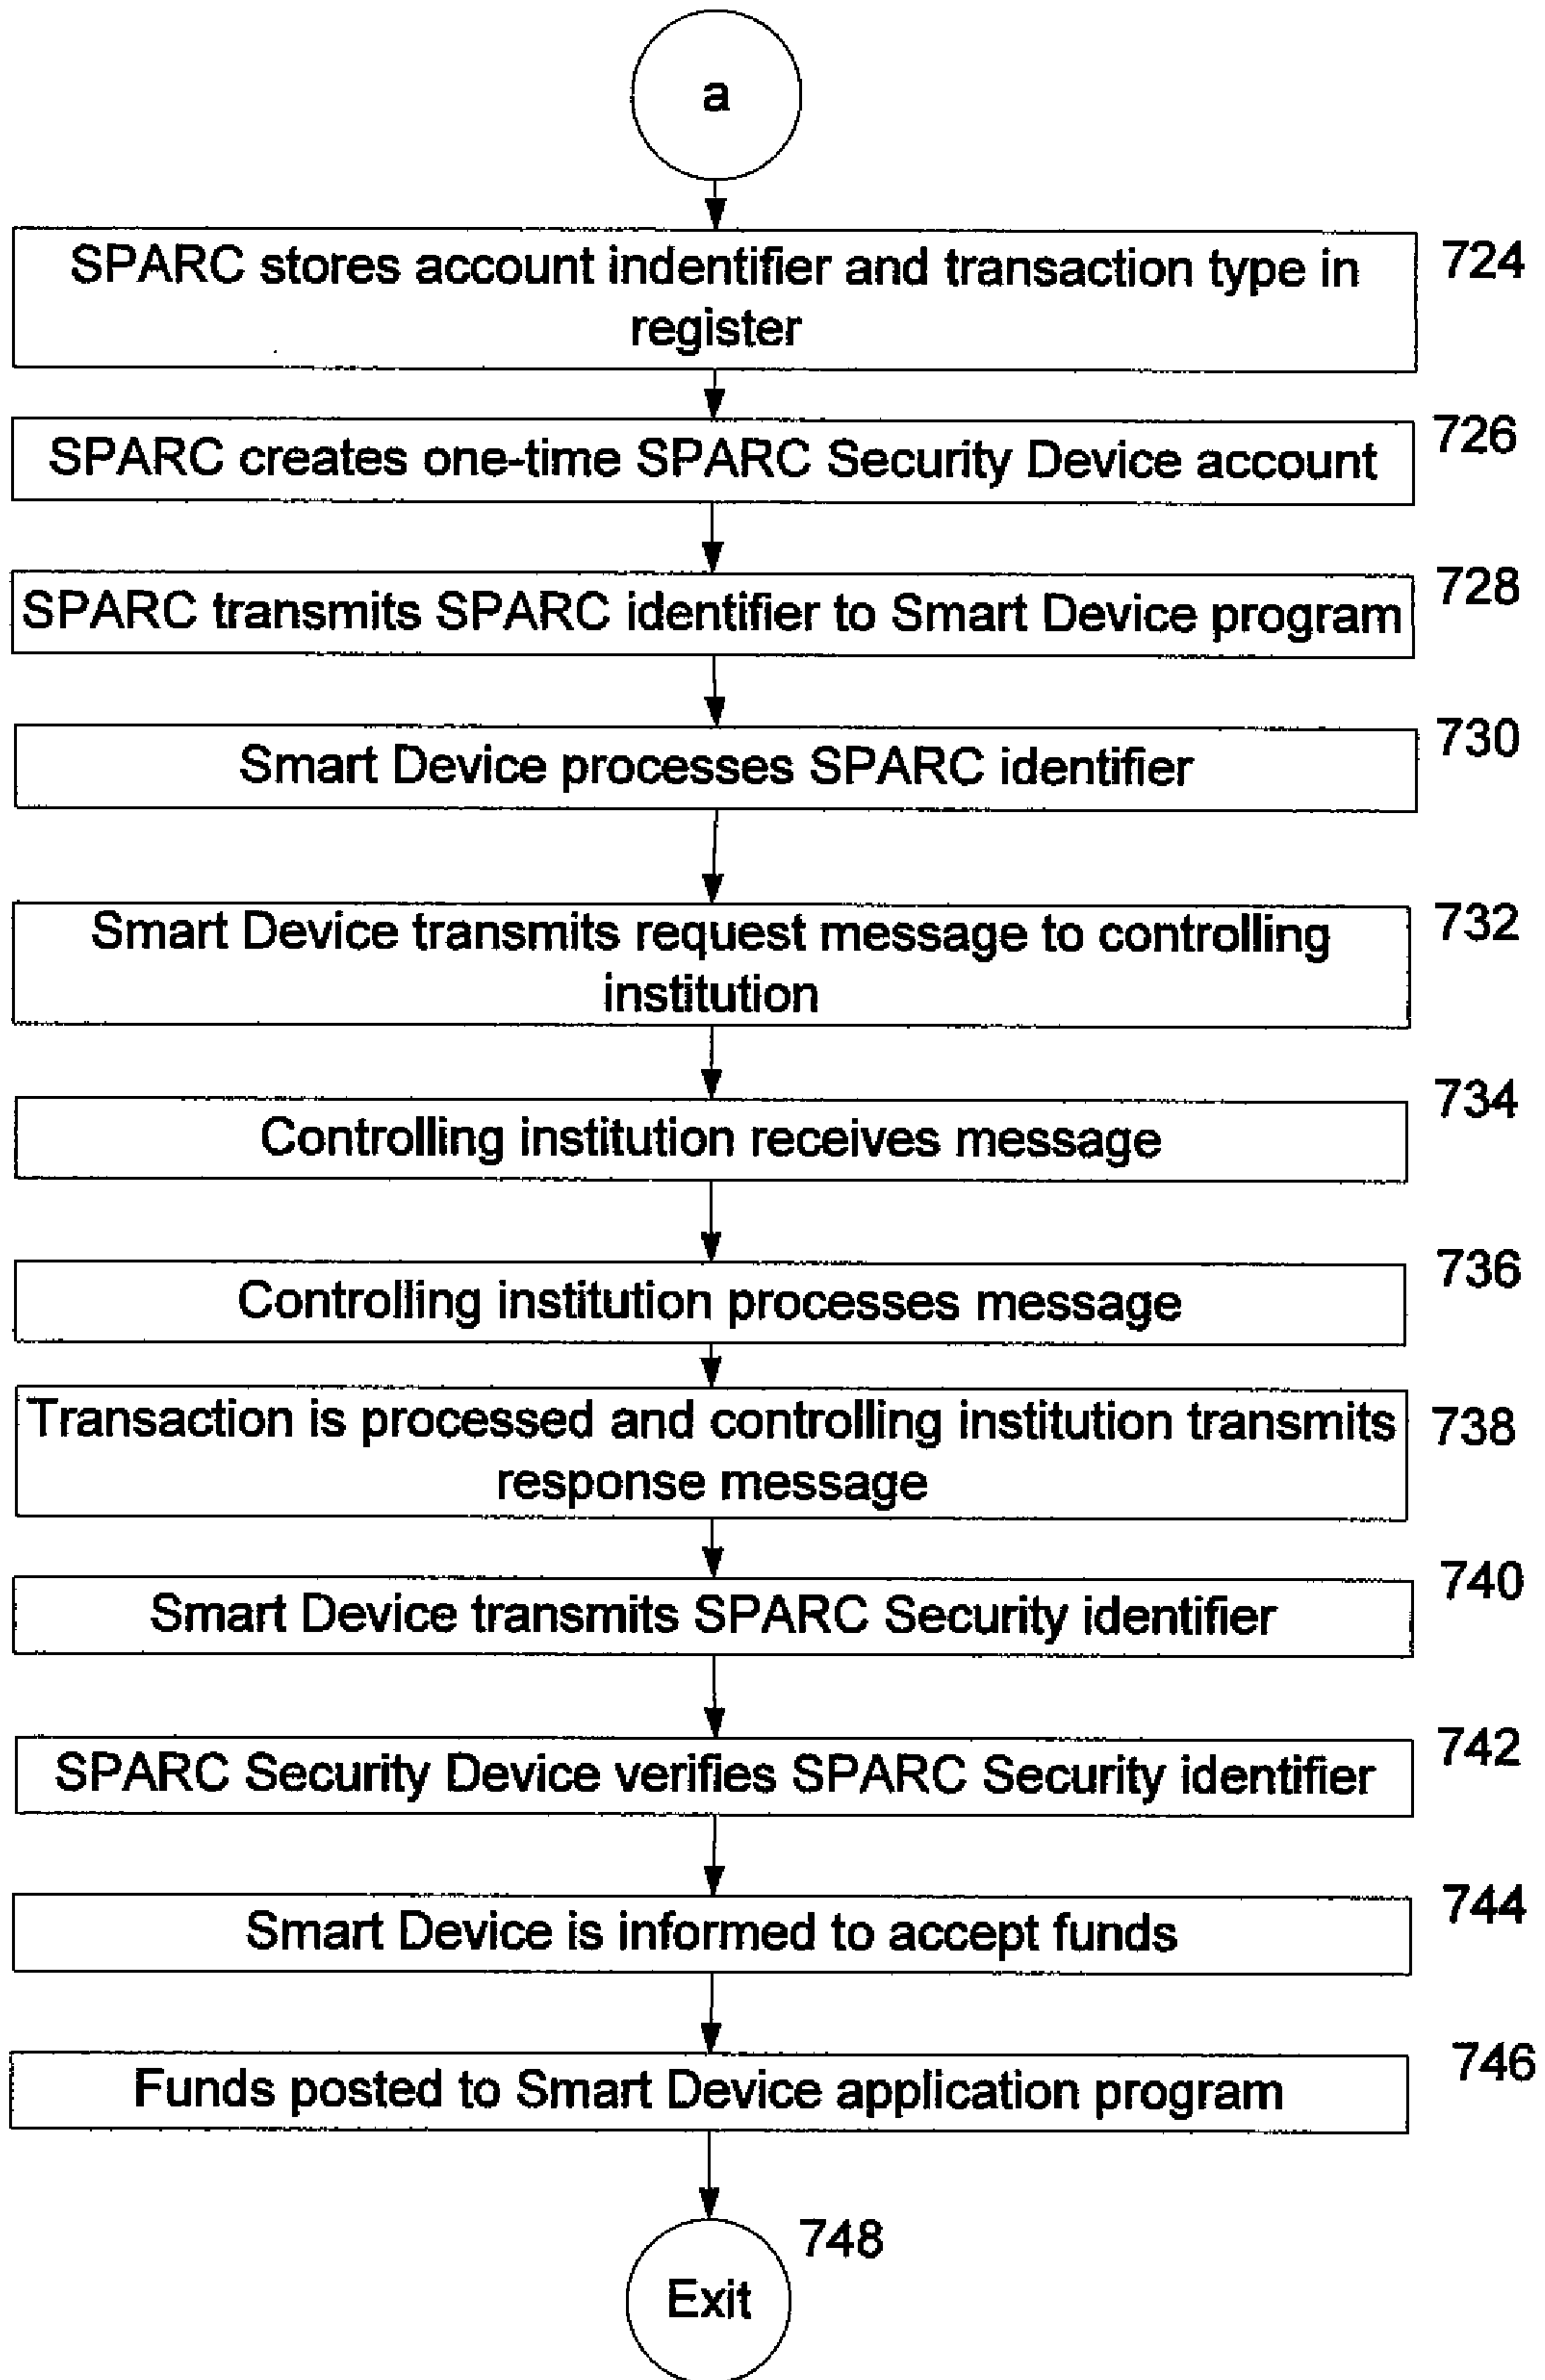 a
SPARC stores account indentifier and transaction type in
register
724
SPARC creates one-time SPARC Security Device account
726
SPARC transmits SPARC identifier to Smart Device program
728
Smart Device processes SPARC identifier
730
Smart Device transmits request message to controlling
institution
732
Controlling institution receives message
734
Controlling institution processes message
736
Transaction is processed and controlling institution transmits
response message
738
Smart Device transmits SPARC Security identifier
740
SPARC Security Device verifies SPARC Security identifier
742
Smart Device is informed to accept funds
744
Funds posted to Smart Device application program
746
748
Exit